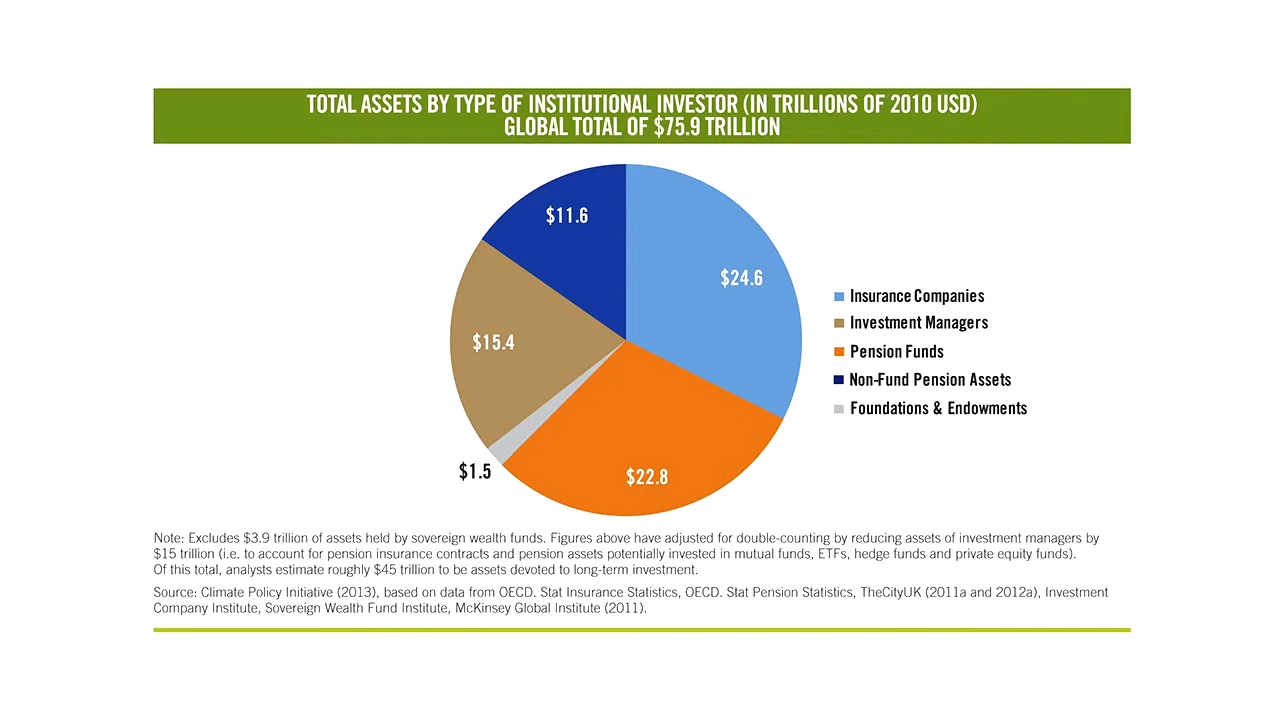 TOTAL ASSETS BY TYPE OF INSTITUTIONAL INVESTOR (IN TRILLIONS OF 2010 USD)
GLOBAL TOTAL OF $75.9 TRILLION
$11.6
$24.6
$15.4
$22.8
$1.5
Insurance Companies
Investment Managers
Pension Funds
Non-Fund Pension Assets
Foundations & Endowments
Note: Excludes $3.9 trillion of assets held by sovereign wealth funds. Figures above have adjusted for double-counting by reducing assets of investment managers by
$15 trillion (i.e. to account for pension insurance contracts and pension assets potentially invested in mutual funds, ETFs, hedge funds and private equity funds).
Of this total, analysts estimate roughly $45 trillion to be assets devoted to long-term investment.
Source: Climate Policy Initiative (2013), based on data from OECD. Stat Insurance Statistics, OECD. Stat Pension Statistics, TheCityUK (2011a and 2012a), Investment
Company Institute, Sovereign Wealth Fund Institute, McKinsey Global Institute (2011).